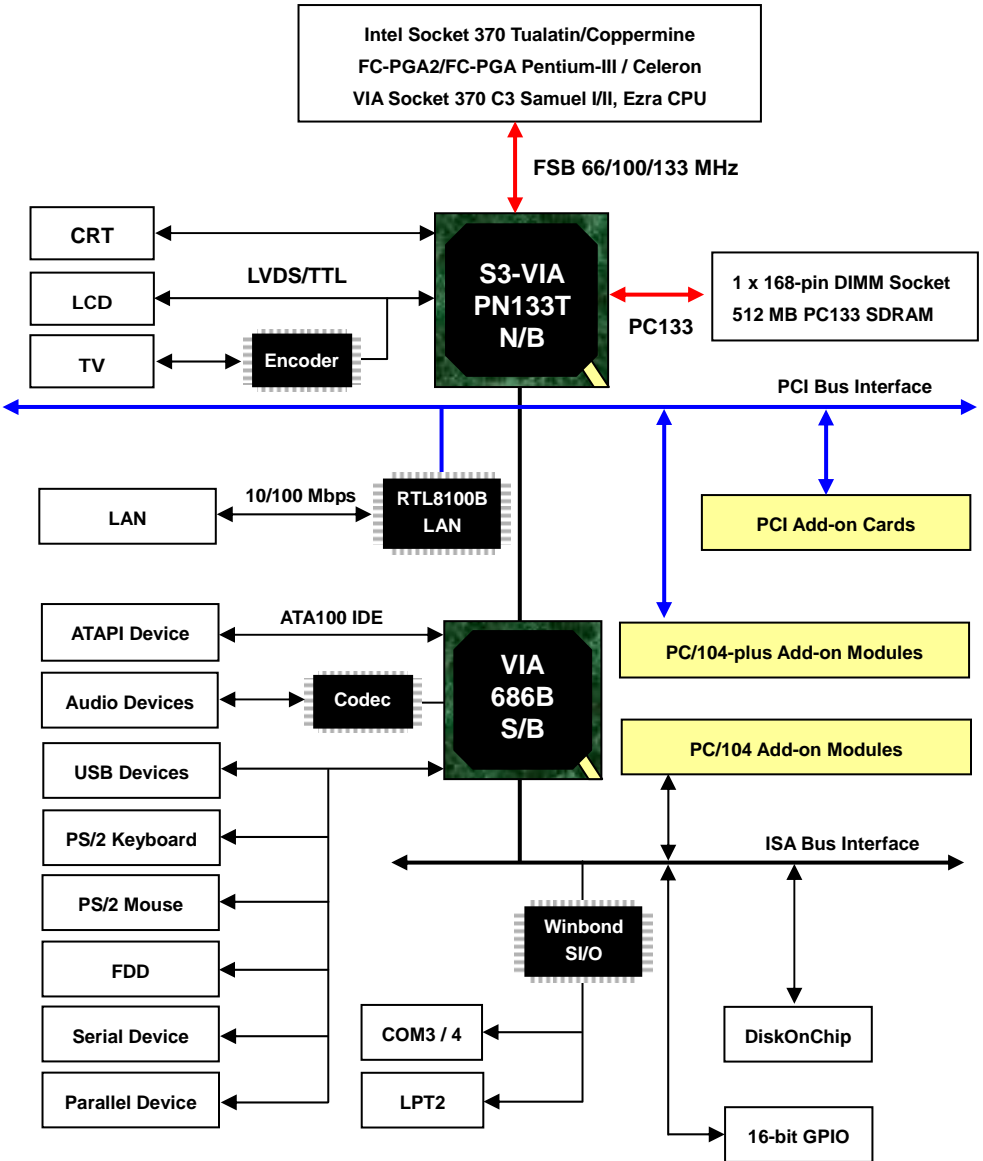 Intel Socket 370 Tualatin/Coppermine
FC-PGA2/FC-PGA Pentium-III / Celeron
VIA Socket 370 C3 Samuel I/II, Ezra CPU
FSB 66/100/133 MHz
CRT
LVDS/TTL
LCD
TV
Encoder
S3-VIA
PN133T
N/B
PC133
1 x 168-pin DIMM Socket
512 MB PC133 SDRAM
PCI Bus Interface
LAN
10/100 Mbps
RTL8100B
LAN
PCI Add-on Cards
ATAPI Device
ATA100 IDE
Audio Devices
Codec
VIA
686B
S/B
PC/104-plus Add-on Modules
PC/104 Add-on Modules
USB Devices
PS/2 Keyboard
PS/2 Mouse
FDD
Serial Device
Parallel Device
ISA Bus Interface
Winbond
SI/O
COM3 / 4
LPT2
DiskOnChip
16-bit GPIO